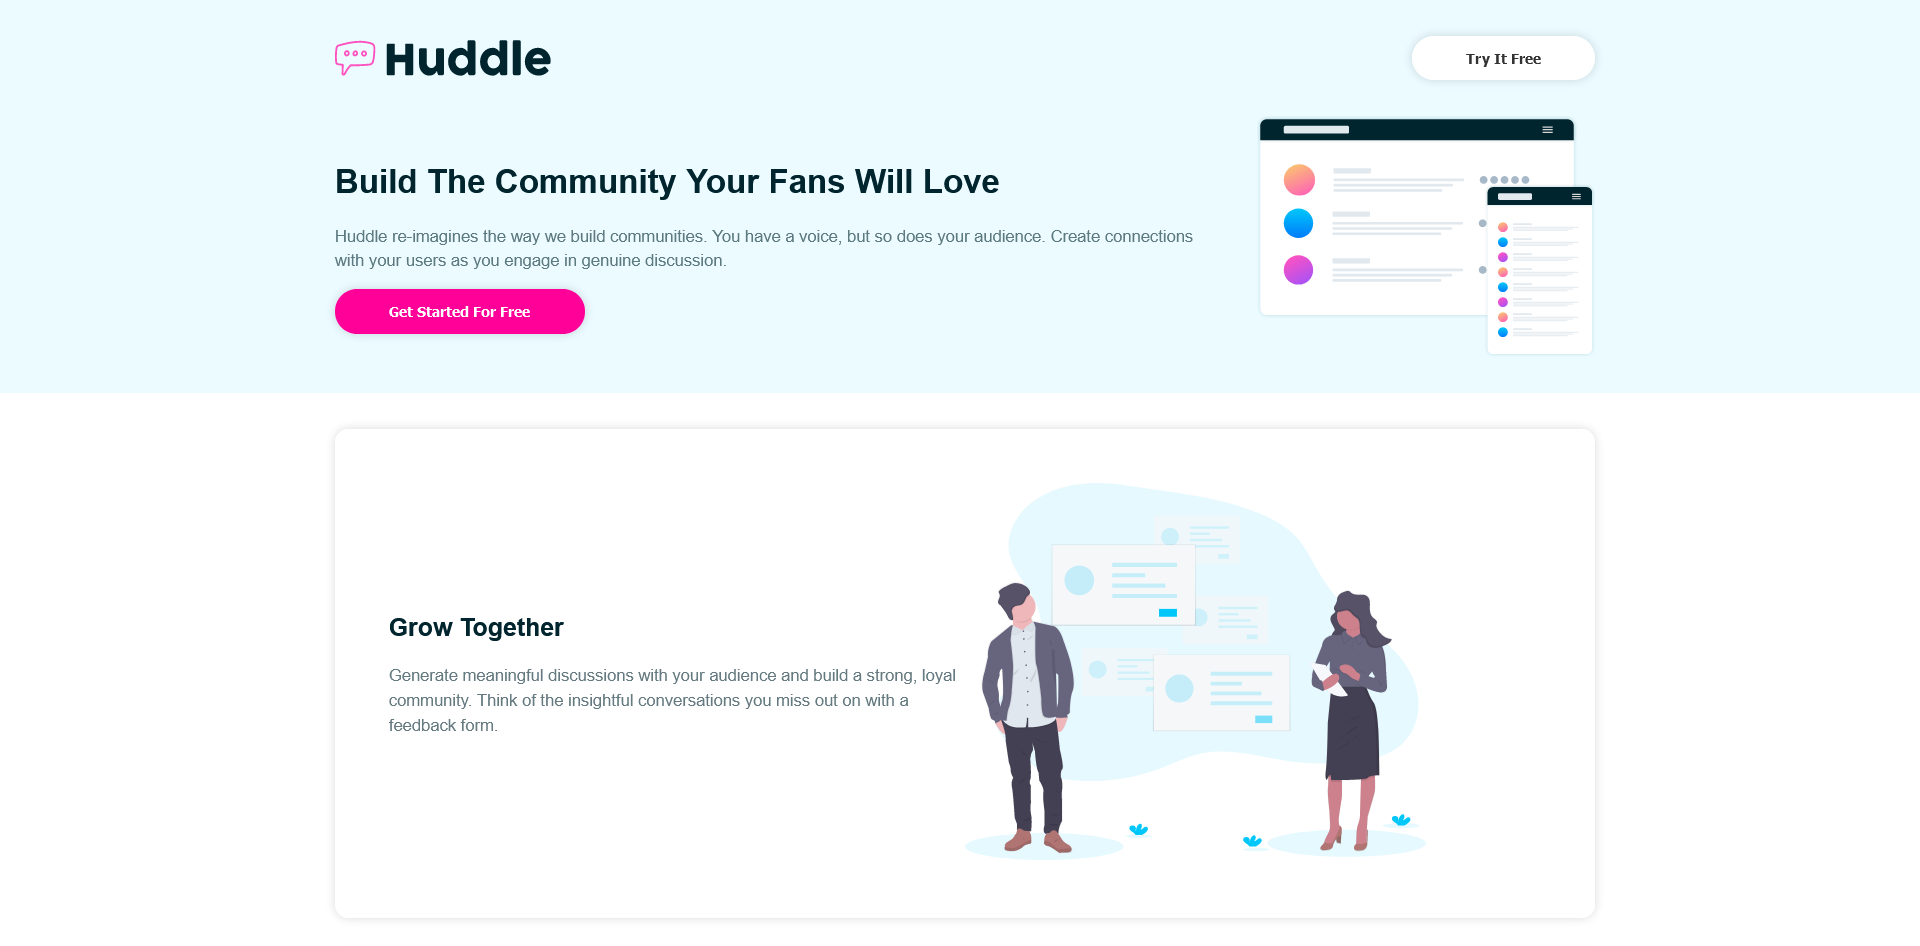 Huddle
Try It Free
Build The Community Your Fans Will Love
Huddle re-imagines the way we build communities. You have a voice, but so does your audience. Create connections
with your users as you engage in genuine discussion.
Get Started For Free
Grow Together
Generate meaningful discussions with your audience and build a strong, loyal
community. Think of the insightful conversations you miss out on with a
feedback form.